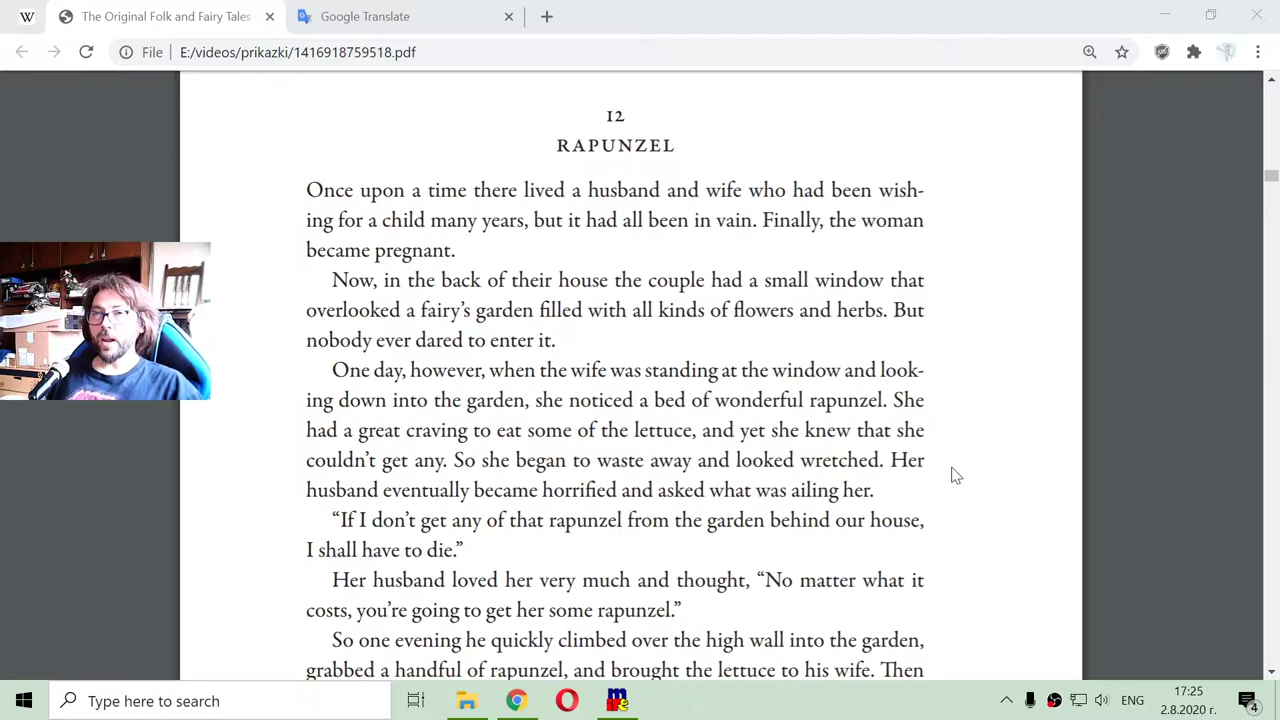 The Original Folk and Fairy Tales
Google Translate
File E:/videos/prikazki/1416918759518.pdf
12
RAPUNZEL
Once upon a time there lived a husband and wife who had been wish-
ing for a child many years, but it had all been in vain. Finally, the woman
became pregnant.
Now, in the back of their house the couple had a small window that
overlooked a fairy’s garden filled with all kinds of flowers and herbs. But
nobody ever dared to enter it.
One day, however, when the wife was standing at the window and look-
ing down into the garden, she noticed a bed of wonderful rapunzel. She
had a great craving to eat some of the lettuce, and yet she knew that she
couldn’t get any. So she began to waste away and looked wretched. Her
husband eventually became horrified and asked what was ailing her.
“If I don’t get any of that rapunzel from the garden behind our house,
I shall have to die.”
Her husband loved her very much and thought, “No matter what it
costs, you’re going to get her some rapunzel.”
So one evening he quickly climbed over the high wall into the garden,
grabbed a handful of rapunzel, and brought the lettuce to his wife. Then
Type here to search
ЕНГ
17:25
2.8.2020 г.
4